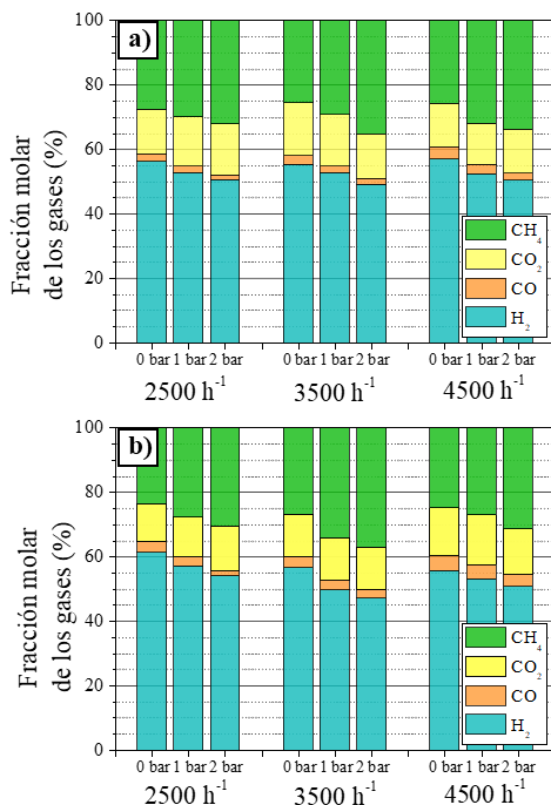 a)
Fracción molar
de los gases (%)
100
80
60
40
20
0
CH₄
CO₂
CO
H₂
0 bar 1 bar 2 bar
0 bar 1 bar 2 bar
0 bar 1 bar 2 bar
2500 h⁻¹
3500 h⁻¹
4500 h⁻¹
b)
Fracción molar
de los gases (%)
100
80
60
40
20
0
CH₄
CO₂
CO
H₂
0 bar 1 bar 2 bar
0 bar 1 bar 2 bar
0 bar 1 bar 2 bar
2500 h⁻¹
3500 h⁻¹
4500 h⁻¹